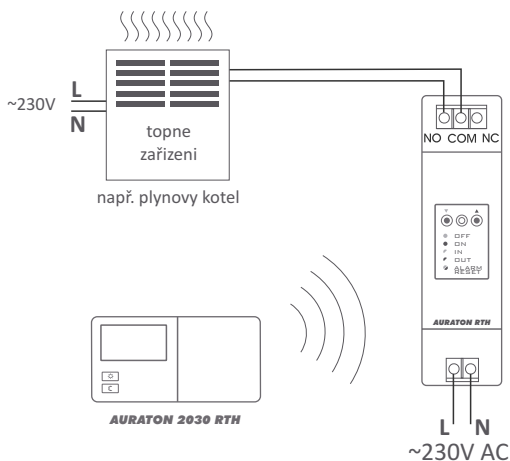 ~230V
L
N
topne
zařizeni
např. plynovy kotel
NO COM NC
OFF
ON
IN
OUT
ALARM
RESET
AURATON RTH
C
AURATON 2030 RTH
L N
~230V AC